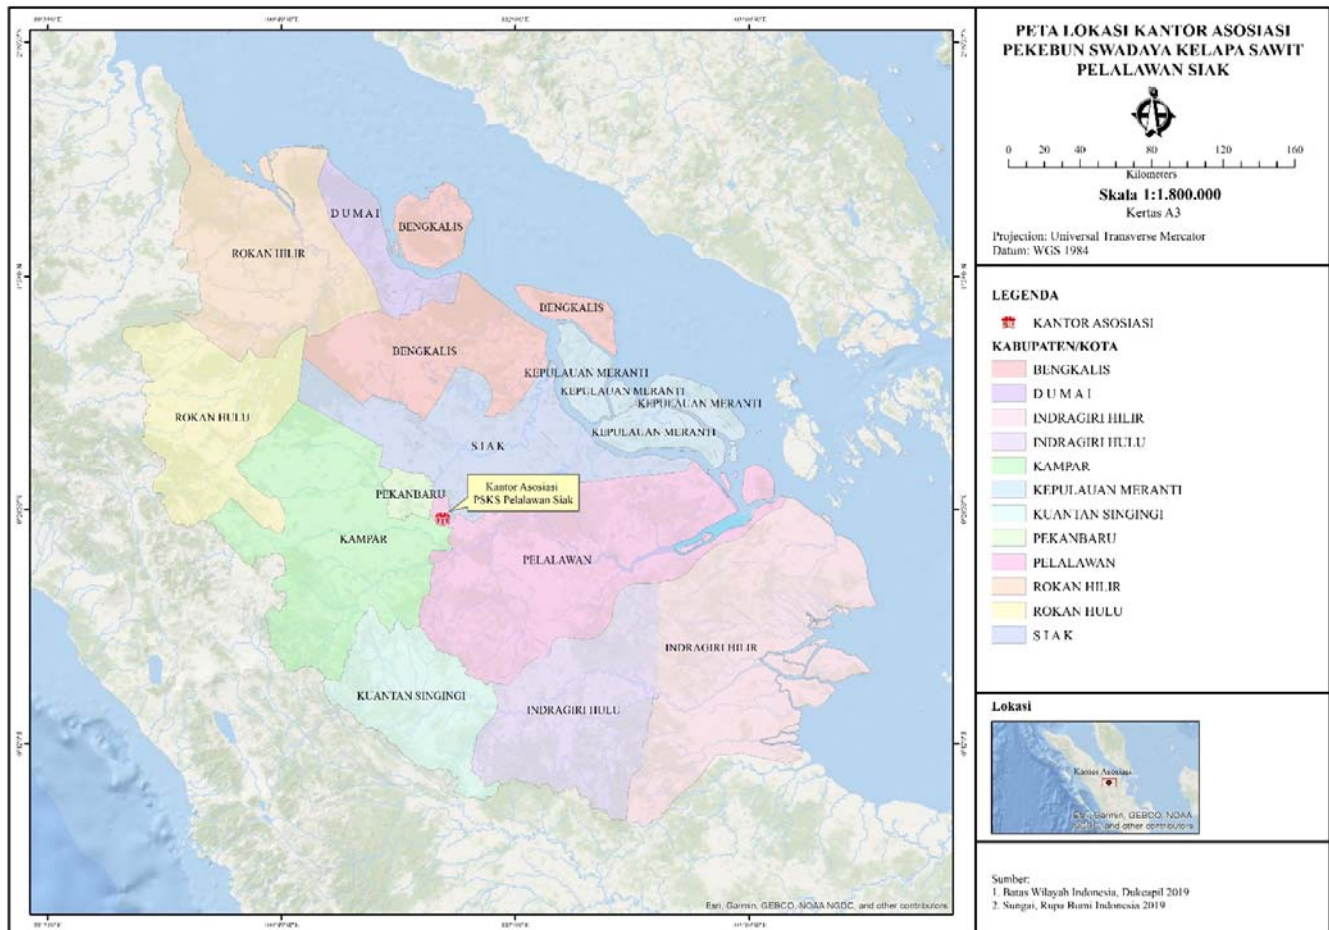 PETA LOKASI KANTOR ASOSIASI
PEKEBUN SWADAYA KELAPA SAWIT
PELALAWAN SIAK
0 20 40 80 120 160
Kilometers
Skala 1:1.800.000
Kertas A3
Projection: Universal Transverse Mercator
Datum: WGS 1984
LEGENDA
KANTOR ASOSIASI
KABUPATEN/KOTA
BENGKALIS
D U M A I
INDRAGIRI HILIR
INDRAGIRI HULU
KAMPAR
KEPULAUAN MERANTI
KUANTAN SINGINGI
PEKANBARU
PELALAWAN
ROKAN HILIR
ROKAN HULU
S I A K
Lokasi
Kantor Asosiasi
Esri, Garmin, GEBCO, NOAA
NGDC, and other contributors
Sumber:
1. Batas Wilayah Indonesia, Dukcapil 2019
2. Sungai, Rupa Bumi Indonesia 2019
D U M A I
BENGKALIS
ROKAN HILIR
BENGKALIS
BENGKALIS
KEPULAUAN MERANTI
KEPULAUAN MERANTI
KEPULAUAN MERANTI
ROKAN HULU
KEPULAUAN MERANTI
S I A K
Kantor Asosiasi
PSKS Pelalawan Siak
PEKANBARU
KAMPAR
PELALAWAN
INDRAGIRI HILIR
KUANTAN SINGINGI
INDRAGIRI HULU
Esri, Garmin, GEBCO, NOAA NGDC, and other contributors